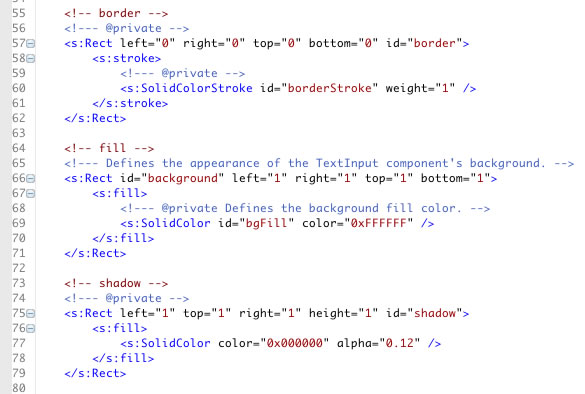 55 <!-- border -->
56 <!--- @private -->
57 <s:Rect left="0" right="0" top="0" bottom="0" id="border">
58 <s:stroke>
59 <!--- @private -->
60 <s:SolidColorStroke id="borderStroke" weight="1" />
61 </s:stroke>
62 </s:Rect>
63
64 <!-- fill -->
65 <!--- Defines the appearance of the TextInput component's background. -->
66 <s:Rect id="background" left="1" right="1" top="1" bottom="1">
67 <s:fill>
68 <!--- @private Defines the background fill color. -->
69 <s:SolidColor id="bgFill" color="0xFFFFFF" />
70 </s:fill>
71 </s:Rect>
72
73 <!-- shadow -->
74 <!--- @private -->
75 <s:Rect left="1" top="1" right="1" height="1" id="shadow">
76 <s:fill>
77 <s:SolidColor color="0x000000" alpha="0.12" />
78 </s:fill>
79 </s:Rect>
80